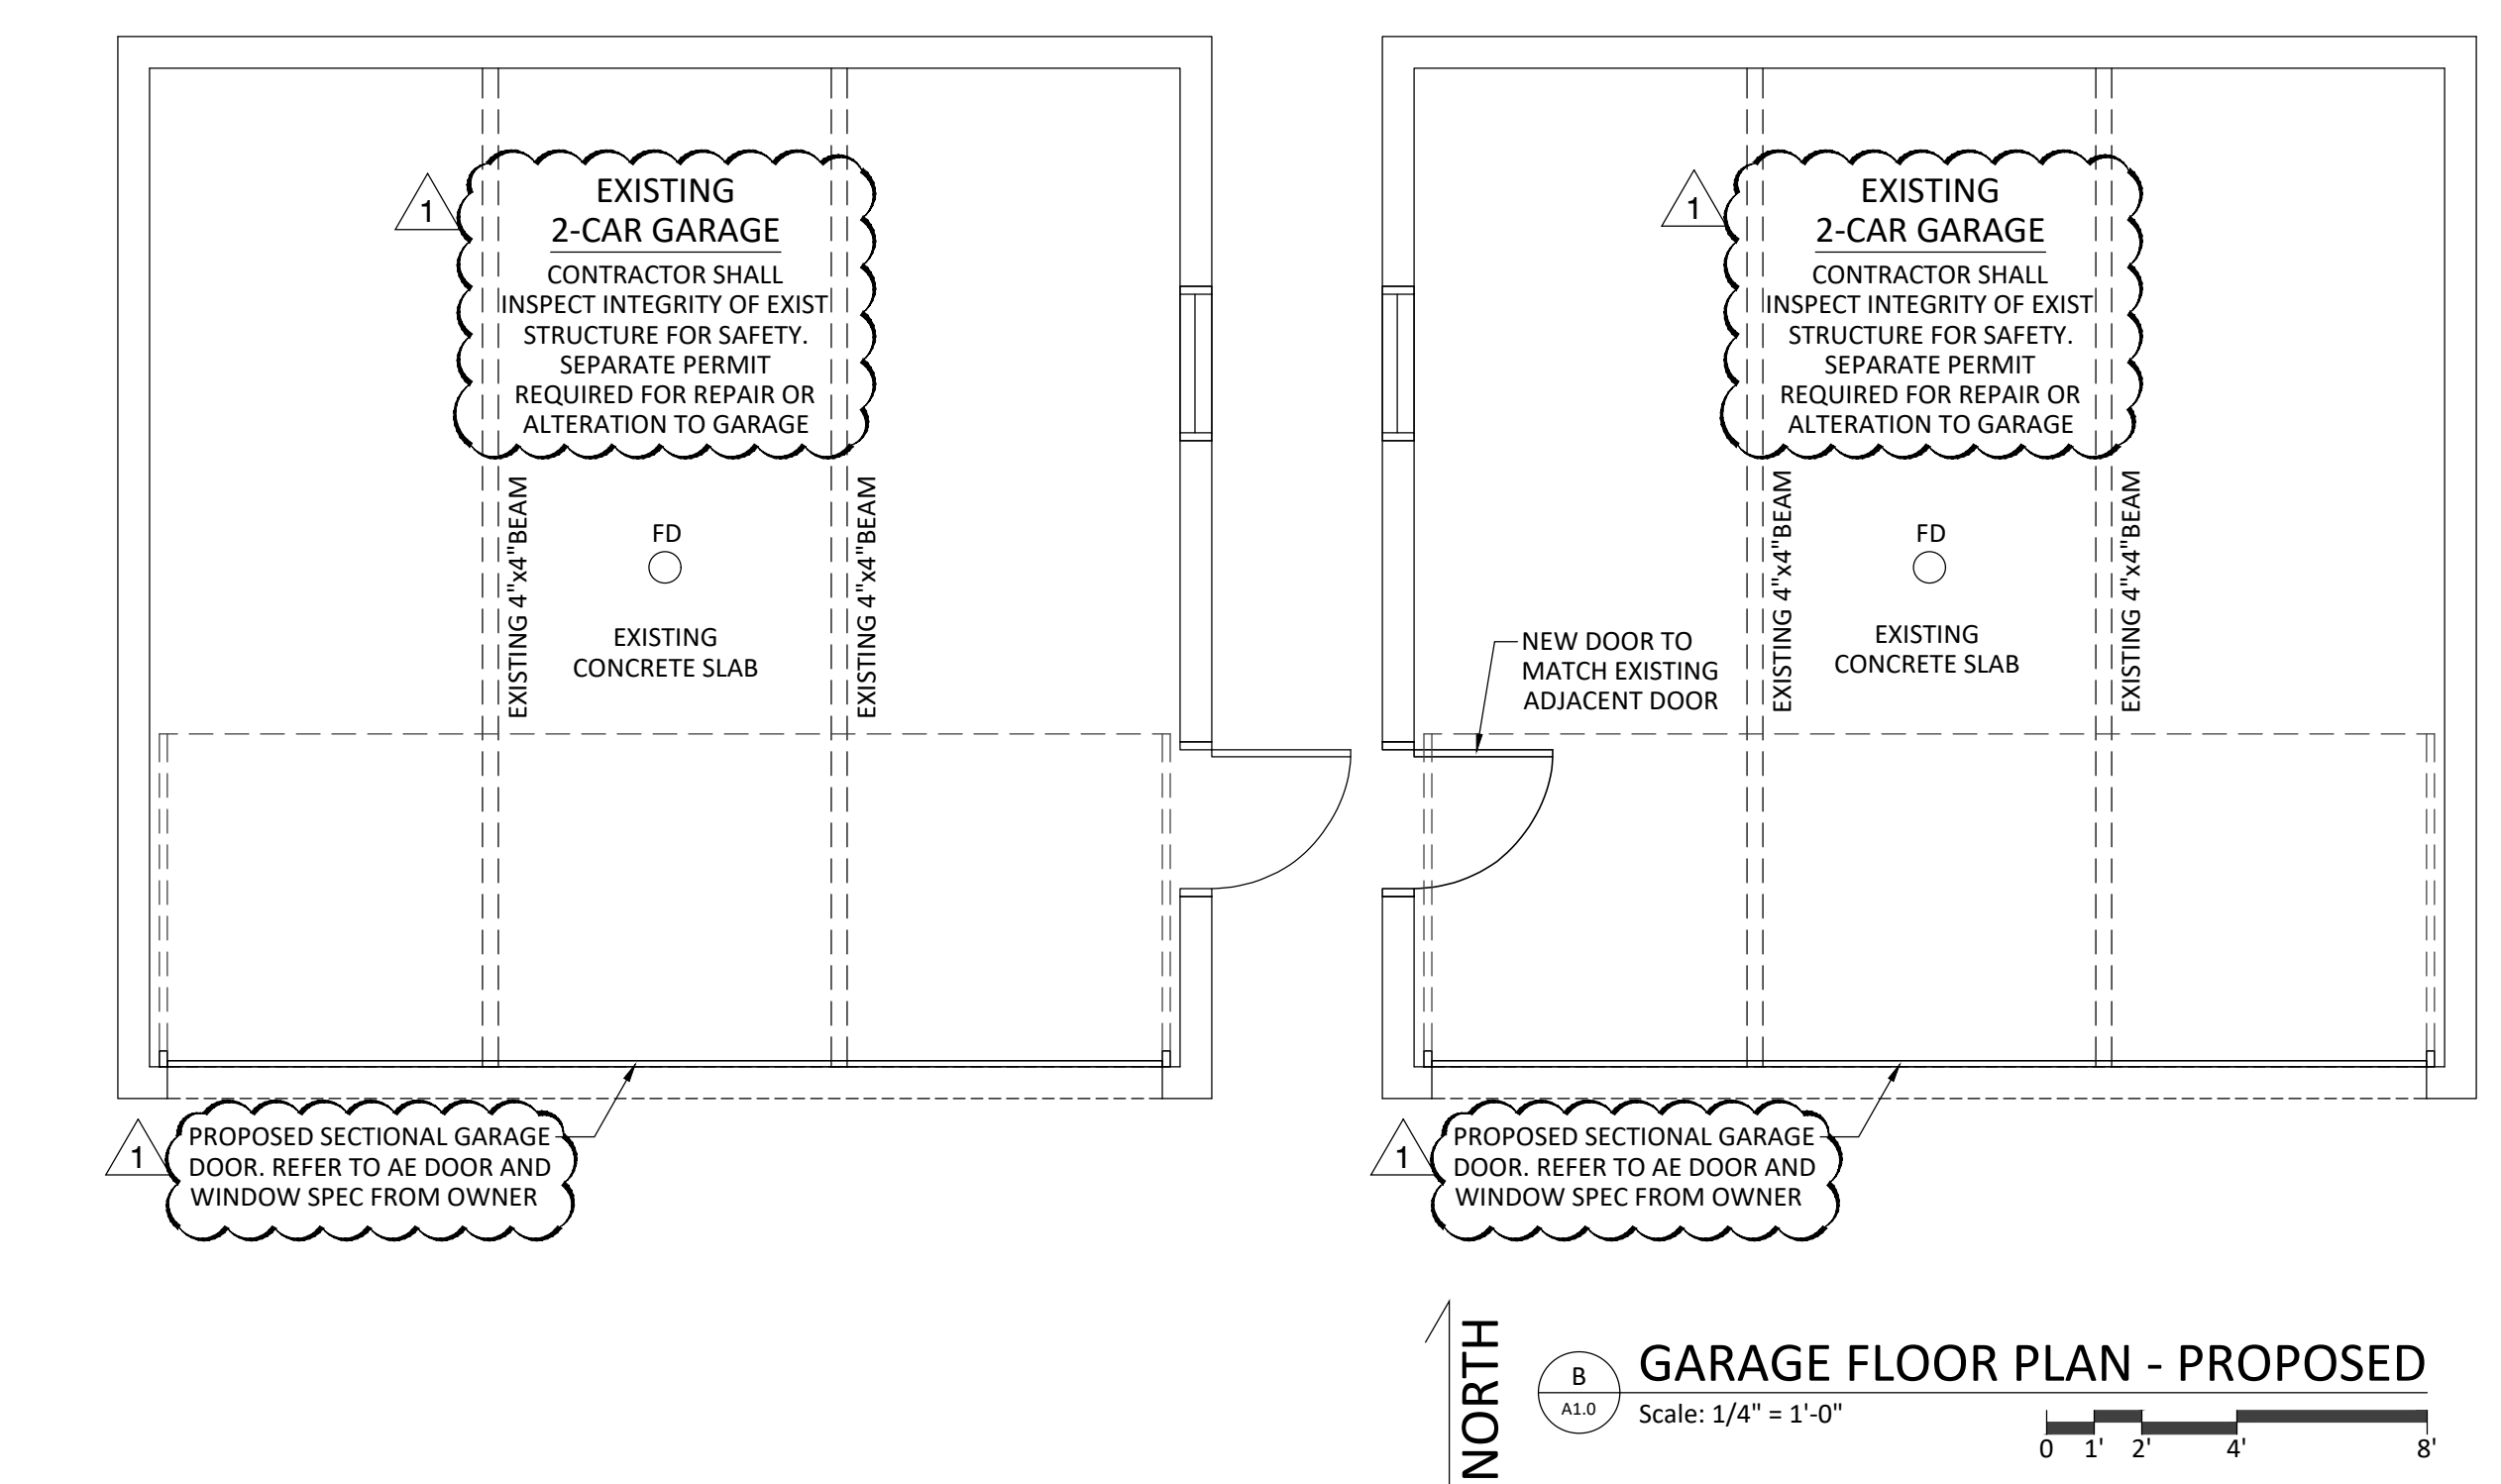 1
EXISTING
2-CAR GARAGE
CONTRACTOR SHALL
INSPECT INTEGRITY OF EXIST
STRUCTURE FOR SAFETY.
SEPARATE PERMIT
REQUIRED FOR REPAIR OR
ALTERATION TO GARAGE
EXISTING 4"x4"BEAM
FD
EXISTING
CONCRETE SLAB
EXISTING 4"x4"BEAM
1
PROPOSED SECTIONAL GARAGE
DOOR. REFER TO AE DOOR AND
WINDOW SPEC FROM OWNER
1
EXISTING
2-CAR GARAGE
CONTRACTOR SHALL
INSPECT INTEGRITY OF EXIST
STRUCTURE FOR SAFETY.
SEPARATE PERMIT
REQUIRED FOR REPAIR OR
ALTERATION TO GARAGE
NEW DOOR TO
MATCH EXISTING
ADJACENT DOOR
EXISTING 4"x4"BEAM
FD
EXISTING
CONCRETE SLAB
EXISTING 4"x4"BEAM
1
PROPOSED SECTIONAL GARAGE
DOOR. REFER TO AE DOOR AND
WINDOW SPEC FROM OWNER
NORTH
B
A1.0
GARAGE FLOOR PLAN - PROPOSED
Scale: 1/4" = 1'-0"
0 1' 2' 4' 8'